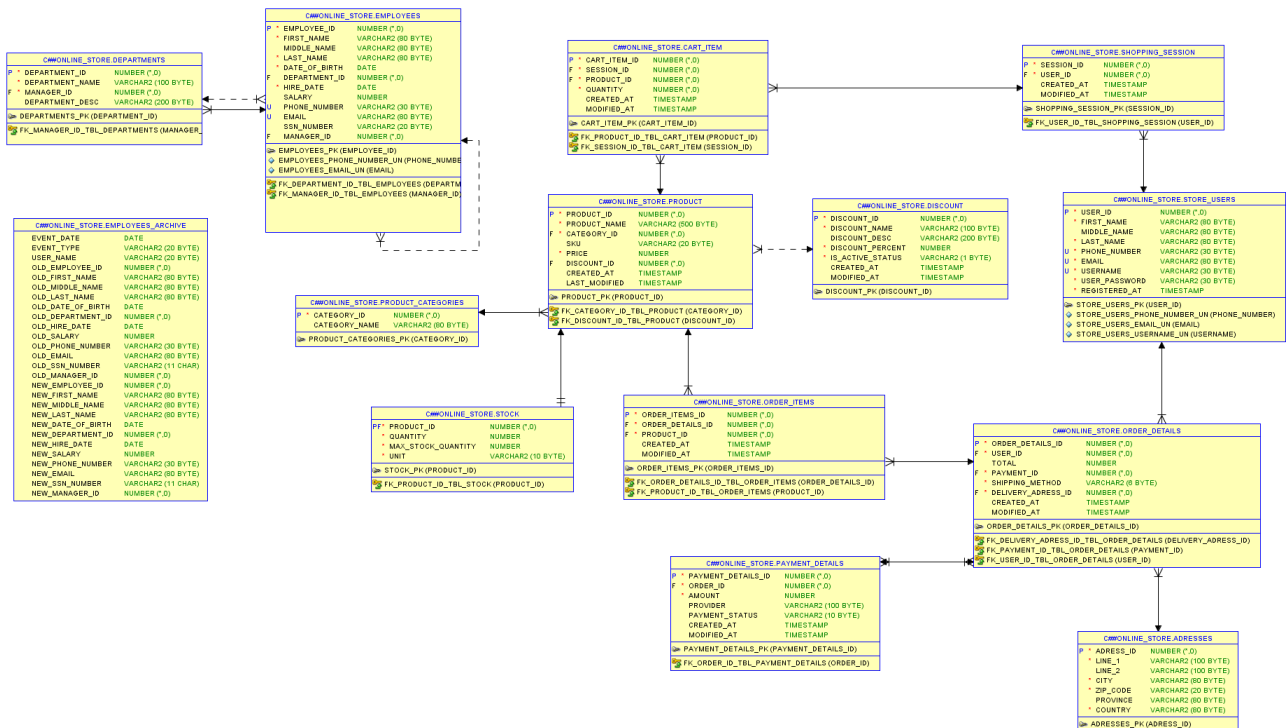 C##ONLINE_STORE.DEPARTMENTS
P * DEPARTMENT_ID NUMBER (*,0)
* DEPARTMENT_NAME VARCHAR2 (100 BYTE)
F * MANAGER_ID NUMBER (*,0)
DEPARTMENT_DESC VARCHAR2 (200 BYTE)
DEPARTMENTS_PK (DEPARTMENT_ID)
FK_MANAGER_ID_TBL_DEPARTMENTS (MANAGER_
C##ONLINE_STORE.EMPLOYEES
P * EMPLOYEE_ID NUMBER (*,0)
* FIRST_NAME VARCHAR2 (80 BYTE)
MIDDLE_NAME VARCHAR2 (80 BYTE)
* LAST_NAME VARCHAR2 (80 BYTE)
* DATE_OF_BIRTH DATE
F DEPARTMENT_ID NUMBER (*,0)
* HIRE_DATE DATE
SALARY NUMBER
U PHONE_NUMBER VARCHAR2 (30 BYTE)
U EMAIL VARCHAR2 (80 BYTE)
SSN_NUMBER VARCHAR2 (20 BYTE)
F MANAGER_ID NUMBER (*,0)
EMPLOYEES_PK (EMPLOYEE_ID)
EMPLOYEES_PHONE_NUMBER_UN (PHONE_NUMBE
EMPLOYEES_EMAIL_UN (EMAIL)
FK_DEPARTMENT_ID_TBL_EMPLOYEES (DEPARTM
FK_MANAGER_ID_TBL_EMPLOYEES (MANAGER_ID)
C##ONLINE_STORE.CART_ITEM
P * CART_ITEM_ID NUMBER (*,0)
F * SESSION_ID NUMBER (*,0)
F * PRODUCT_ID NUMBER (*,0)
* QUANTITY NUMBER (*,0)
CREATED_AT TIMESTAMP
MODIFIED_AT TIMESTAMP
CART_ITEM_PK (CART_ITEM_ID)
FK_PRODUCT_ID_TBL_CART_ITEM (PRODUCT_ID)
FK_SESSION_ID_TBL_CART_ITEM (SESSION_ID)
C##ONLINE_STORE.SHOPPING_SESSION
P * SESSION_ID NUMBER (*,0)
F * USER_ID NUMBER (*,0)
CREATED_AT TIMESTAMP
MODIFIED_AT TIMESTAMP
SHOPPING_SESSION_PK (SESSION_ID)
FK_USER_ID_TBL_SHOPPING_SESSION (USER_ID)
C##ONLINE_STORE.EMPLOYEES_ARCHIVE
EVENT_DATE DATE
EVENT_TYPE VARCHAR2 (20 BYTE)
USER_NAME VARCHAR2 (20 BYTE)
OLD_EMPLOYEE_ID NUMBER (*,0)
OLD_FIRST_NAME VARCHAR2 (80 BYTE)
OLD_MIDDLE_NAME VARCHAR2 (80 BYTE)
OLD_LAST_NAME VARCHAR2 (80 BYTE)
OLD_DATE_OF_BIRTH DATE
OLD_DEPARTMENT_ID NUMBER (*,0)
OLD_HIRE_DATE DATE
OLD_SALARY NUMBER
OLD_PHONE_NUMBER VARCHAR2 (30 BYTE)
OLD_EMAIL VARCHAR2 (80 BYTE)
OLD_SSN_NUMBER VARCHAR2 (11 CHAR)
OLD_MANAGER_ID NUMBER (*,0)
NEW_EMPLOYEE_ID NUMBER (*,0)
NEW_FIRST_NAME VARCHAR2 (80 BYTE)
NEW_MIDDLE_NAME VARCHAR2 (80 BYTE)
NEW_LAST_NAME VARCHAR2 (80 BYTE)
NEW_DATE_OF_BIRTH DATE
NEW_DEPARTMENT_ID NUMBER (*,0)
NEW_HIRE_DATE DATE
NEW_SALARY NUMBER
NEW_PHONE_NUMBER VARCHAR2 (30 BYTE)
NEW_EMAIL VARCHAR2 (80 BYTE)
NEW_SSN_NUMBER VARCHAR2 (11 CHAR)
NEW_MANAGER_ID NUMBER (*,0)
C##ONLINE_STORE.PRODUCT
P * PRODUCT_ID NUMBER (*,0)
* PRODUCT_NAME VARCHAR2 (500 BYTE)
F * CATEGORY_ID NUMBER (*,0)
SKU VARCHAR2 (20 BYTE)
* PRICE NUMBER
F DISCOUNT_ID NUMBER (*,0)
CREATED_AT TIMESTAMP
LAST_MODIFIED TIMESTAMP
PRODUCT_PK (PRODUCT_ID)
FK_CATEGORY_ID_TBL_PRODUCT (CATEGORY_ID)
FK_DISCOUNT_ID_TBL_PRODUCT (DISCOUNT_ID)
C##ONLINE_STORE.DISCOUNT
P * DISCOUNT_ID NUMBER (*,0)
* DISCOUNT_NAME VARCHAR2 (100 BYTE)
DISCOUNT_DESC VARCHAR2 (200 BYTE)
* DISCOUNT_PERCENT NUMBER
* IS_ACTIVE_STATUS VARCHAR2 (1 BYTE)
CREATED_AT TIMESTAMP
MODIFIED_AT TIMESTAMP
DISCOUNT_PK (DISCOUNT_ID)
C##ONLINE_STORE.STORE_USERS
P * USER_ID NUMBER (*,0)
* FIRST_NAME VARCHAR2 (80 BYTE)
MIDDLE_NAME VARCHAR2 (80 BYTE)
* LAST_NAME VARCHAR2 (80 BYTE)
U * PHONE_NUMBER VARCHAR2 (30 BYTE)
U * EMAIL VARCHAR2 (80 BYTE)
U * USERNAME VARCHAR2 (30 BYTE)
* USER_PASSWORD VARCHAR2 (30 BYTE)
* REGISTERED_AT TIMESTAMP
STORE_USERS_PK (USER_ID)
STORE_USERS_PHONE_NUMBER_UN (PHONE_NUMBER)
STORE_USERS_EMAIL_UN (EMAIL)
STORE_USERS_USERNAME_UN (USERNAME)
C##ONLINE_STORE.PRODUCT_CATEGORIES
P * CATEGORY_ID NUMBER (*,0)
CATEGORY_NAME VARCHAR2 (80 BYTE)
PRODUCT_CATEGORIES_PK (CATEGORY_ID)
C##ONLINE_STORE.STOCK
PF* PRODUCT_ID NUMBER (*,0)
* QUANTITY NUMBER
* MAX_STOCK_QUANTITY NUMBER
* UNIT VARCHAR2 (10 BYTE)
STOCK_PK (PRODUCT_ID)
FK_PRODUCT_ID_TBL_STOCK (PRODUCT_ID)
C##ONLINE_STORE.ORDER_ITEMS
P * ORDER_ITEMS_ID NUMBER (*,0)
F * ORDER_DETAILS_ID NUMBER (*,0)
F * PRODUCT_ID NUMBER (*,0)
CREATED_AT TIMESTAMP
MODIFIED_AT TIMESTAMP
ORDER_ITEMS_PK (ORDER_ITEMS_ID)
FK_ORDER_DETAILS_ID_TBL_ORDER_ITEMS (ORDER_DETAILS_ID)
FK_PRODUCT_ID_TBL_ORDER_ITEMS (PRODUCT_ID)
C##ONLINE_STORE.ORDER_DETAILS
P * ORDER_DETAILS_ID NUMBER (*,0)
F * USER_ID NUMBER (*,0)
TOTAL NUMBER
F * PAYMENT_ID NUMBER (*,0)
* SHIPPING_METHOD VARCHAR2 (6 BYTE)
F * DELIVERY_ADRESS_ID NUMBER (*,0)
CREATED_AT TIMESTAMP
MODIFIED_AT TIMESTAMP
ORDER_DETAILS_PK (ORDER_DETAILS_ID)
FK_DELIVERY_ADRESS_ID_TBL_ORDER_DETAILS (DELIVERY_ADRESS_ID)
FK_PAYMENT_ID_TBL_ORDER_DETAILS (PAYMENT_ID)
FK_USER_ID_TBL_ORDER_DETAILS (USER_ID)
C##ONLINE_STORE.PAYMENT_DETAILS
P * PAYMENT_DETAILS_ID NUMBER (*,0)
F * ORDER_ID NUMBER (*,0)
* AMOUNT NUMBER
PROVIDER VARCHAR2 (100 BYTE)
PAYMENT_STATUS VARCHAR2 (10 BYTE)
CREATED_AT TIMESTAMP
MODIFIED_AT TIMESTAMP
PAYMENT_DETAILS_PK (PAYMENT_DETAILS_ID)
FK_ORDER_ID_TBL_PAYMENT_DETAILS (ORDER_ID)
C##ONLINE_STORE.ADRESSES
P * ADRESS_ID NUMBER (*,0)
* LINE_1 VARCHAR2 (100 BYTE)
LINE_2 VARCHAR2 (100 BYTE)
* CITY VARCHAR2 (80 BYTE)
* ZIP_CODE VARCHAR2 (20 BYTE)
PROVINCE VARCHAR2 (80 BYTE)
* COUNTRY VARCHAR2 (60 BYTE)
ADRESSES_PK (ADRESS_ID)